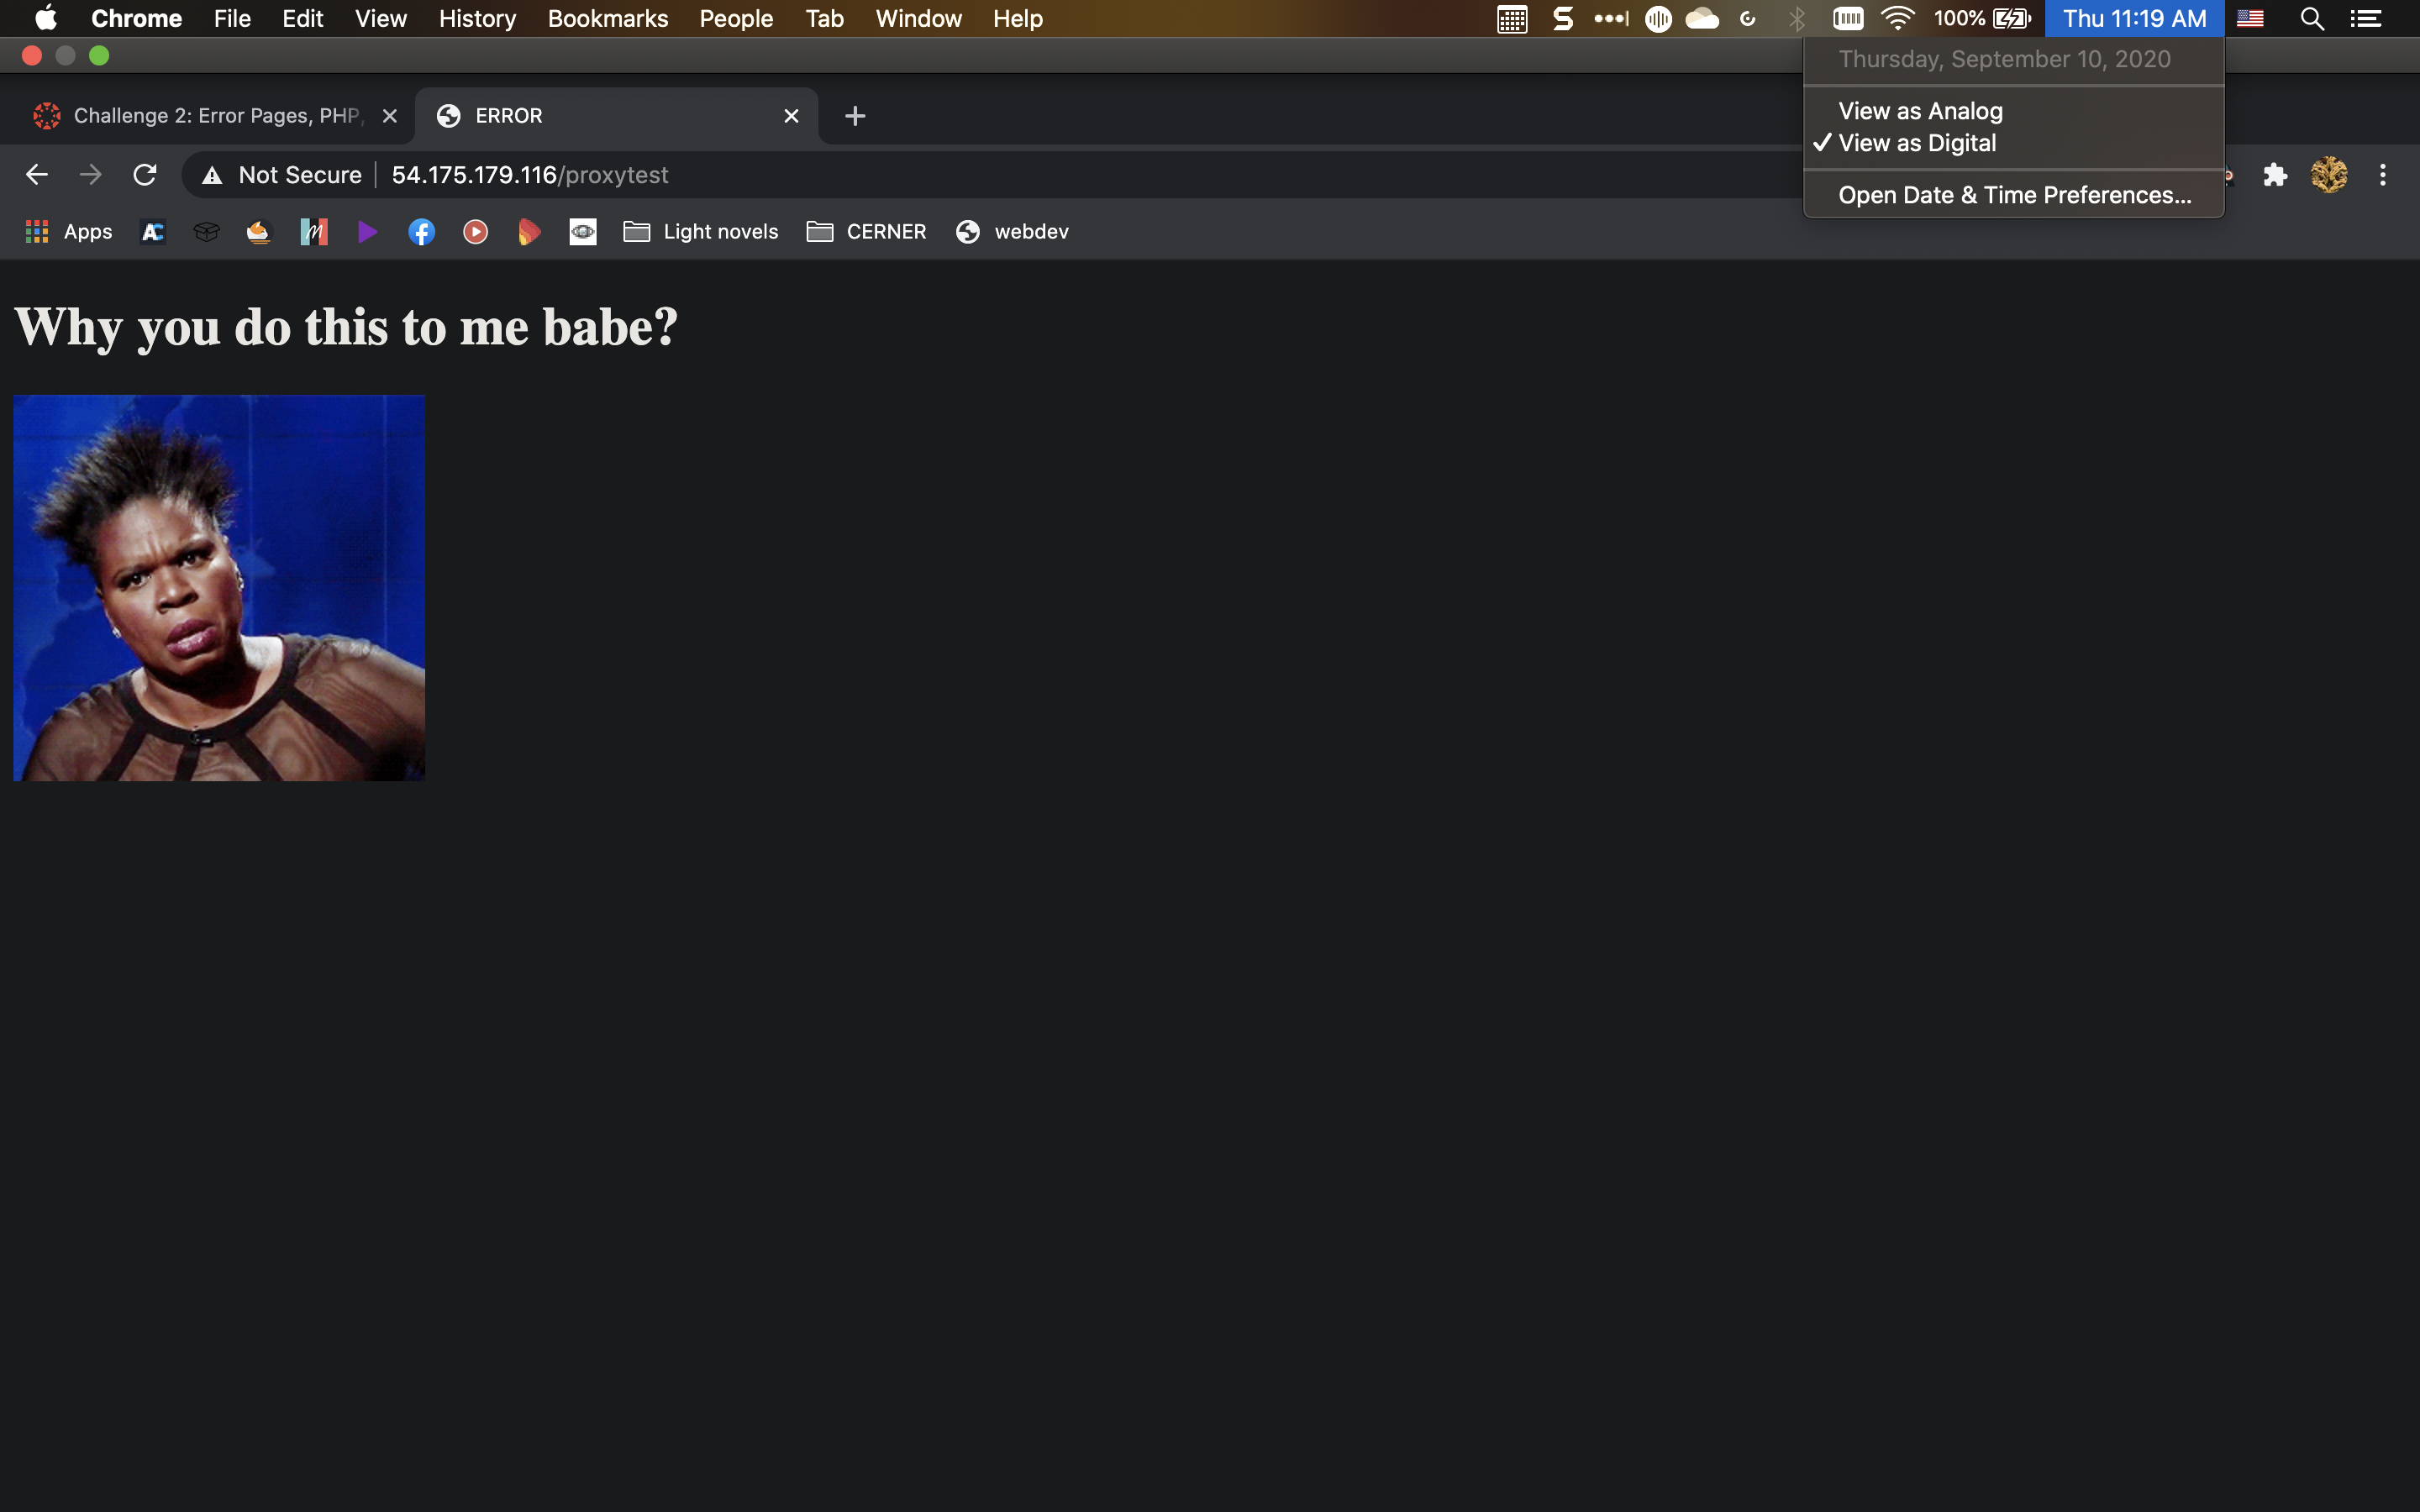 Chrome File Edit View History Bookmarks People Tab Window Help 100% Thu 11:19 AM
Thursday, September 10, 2020
View as Analog
✓ View as Digital
Open Date & Time Preferences...
Challenge 2: Error Pages, PHP, ERROR
Not Secure 54.175.179.116/proxytest
Apps Light novels CERNER webdev
Why you do this to me babe?